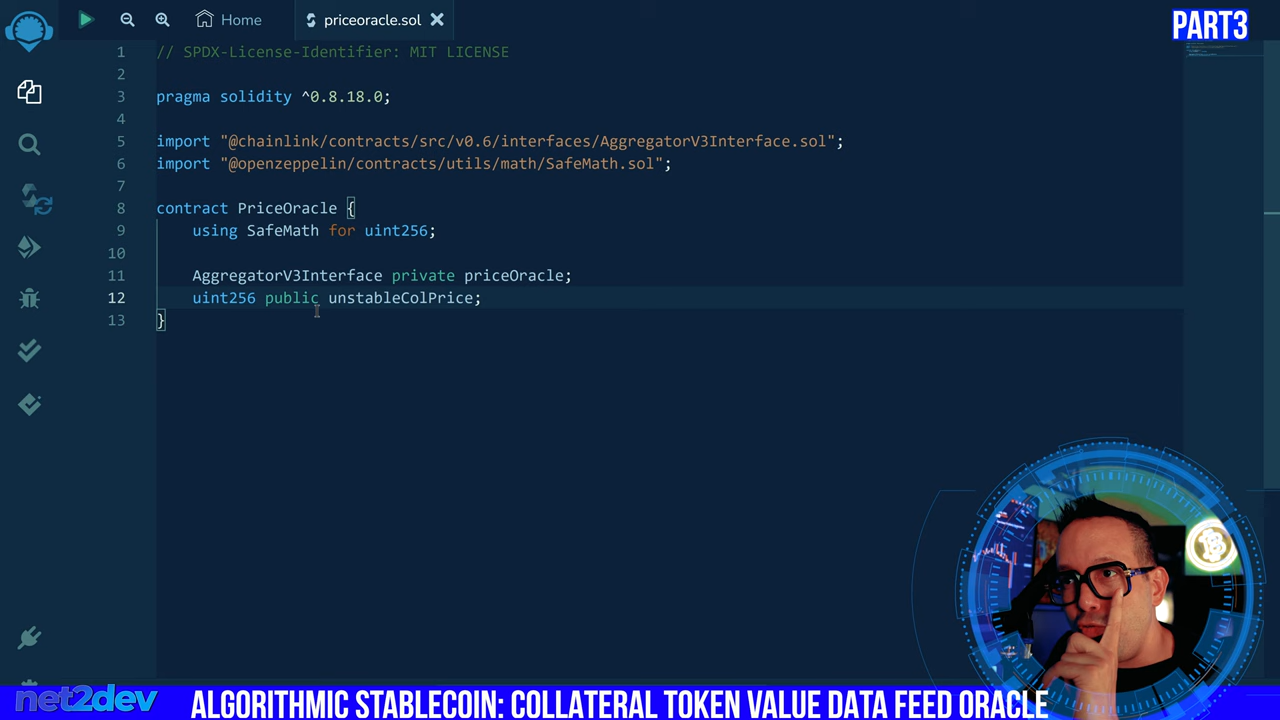 Home
priceoracle.sol
PART3
1 // SPDX-License-Identifier: MIT LICENSE
2
3 pragma solidity ^0.8.18.0;
4
5 import "@chainlink/contracts/src/v0.6/interfaces/AggregatorV3Interface.sol";
6 import "@openzeppelin/contracts/utils/math/SafeMath.sol";
7
8 contract PriceOracle {
9 using SafeMath for uint256;
10
11 AggregatorV3Interface private priceOracle;
12 uint256 public unstableColPrice;
13 }
net2dev
ALGORITHMIC STABLECOIN: COLLATERAL TOKEN VALUE DATA FEED ORACLE